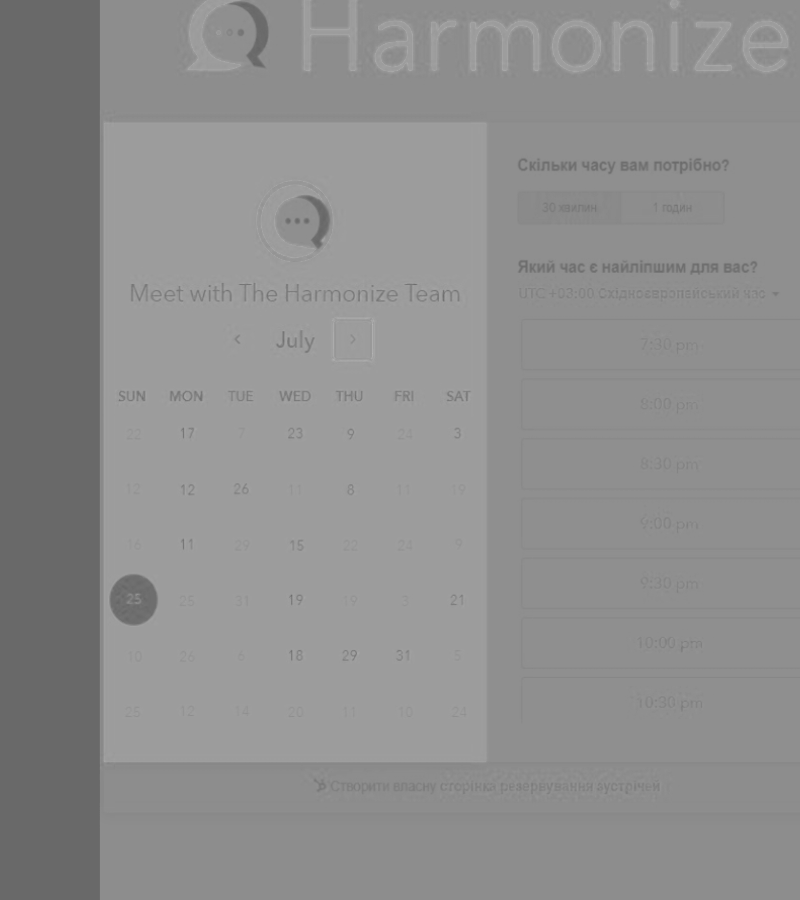 Harmonize
Meet with The Harmonize Team
July
SUN MON TUE WED THU FRI SAT
22 17 7 23 9 24 3
12 12 26 11 8 11 19
16 11 29 15 22 24 9
25 25 31 19 19 3 21
10 26 6 18 29 31 5
25 12 14 20 11 10 24
Скільки часу вам потрібно?
30 хвилин 1 годин
Який час є найліпшим для вас?
UTC +03:00 Східноєвропейський час
7:30 pm
8:00 pm
8:30 pm
9:00 pm
9:30 pm
10:00 pm
10:30 pm
Створити власну сторінка резервування зустрічей